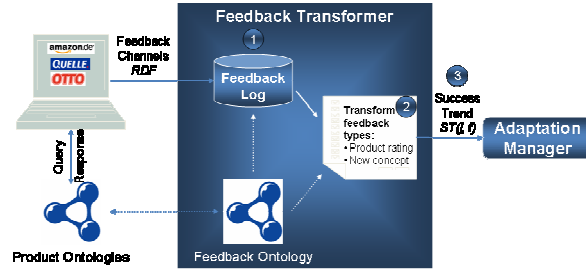 Feedback Transformer
amazon.de
QUELLE
OTTO
Feedback
Channels
RDF
1
Feedback
Log
Transform
feedback
types:
• Product rating
• New concept
2
3
Success
Trend
ST(j, t)
Adaptation
Manager
Query
Response
Product Ontologies
Feedback Ontology